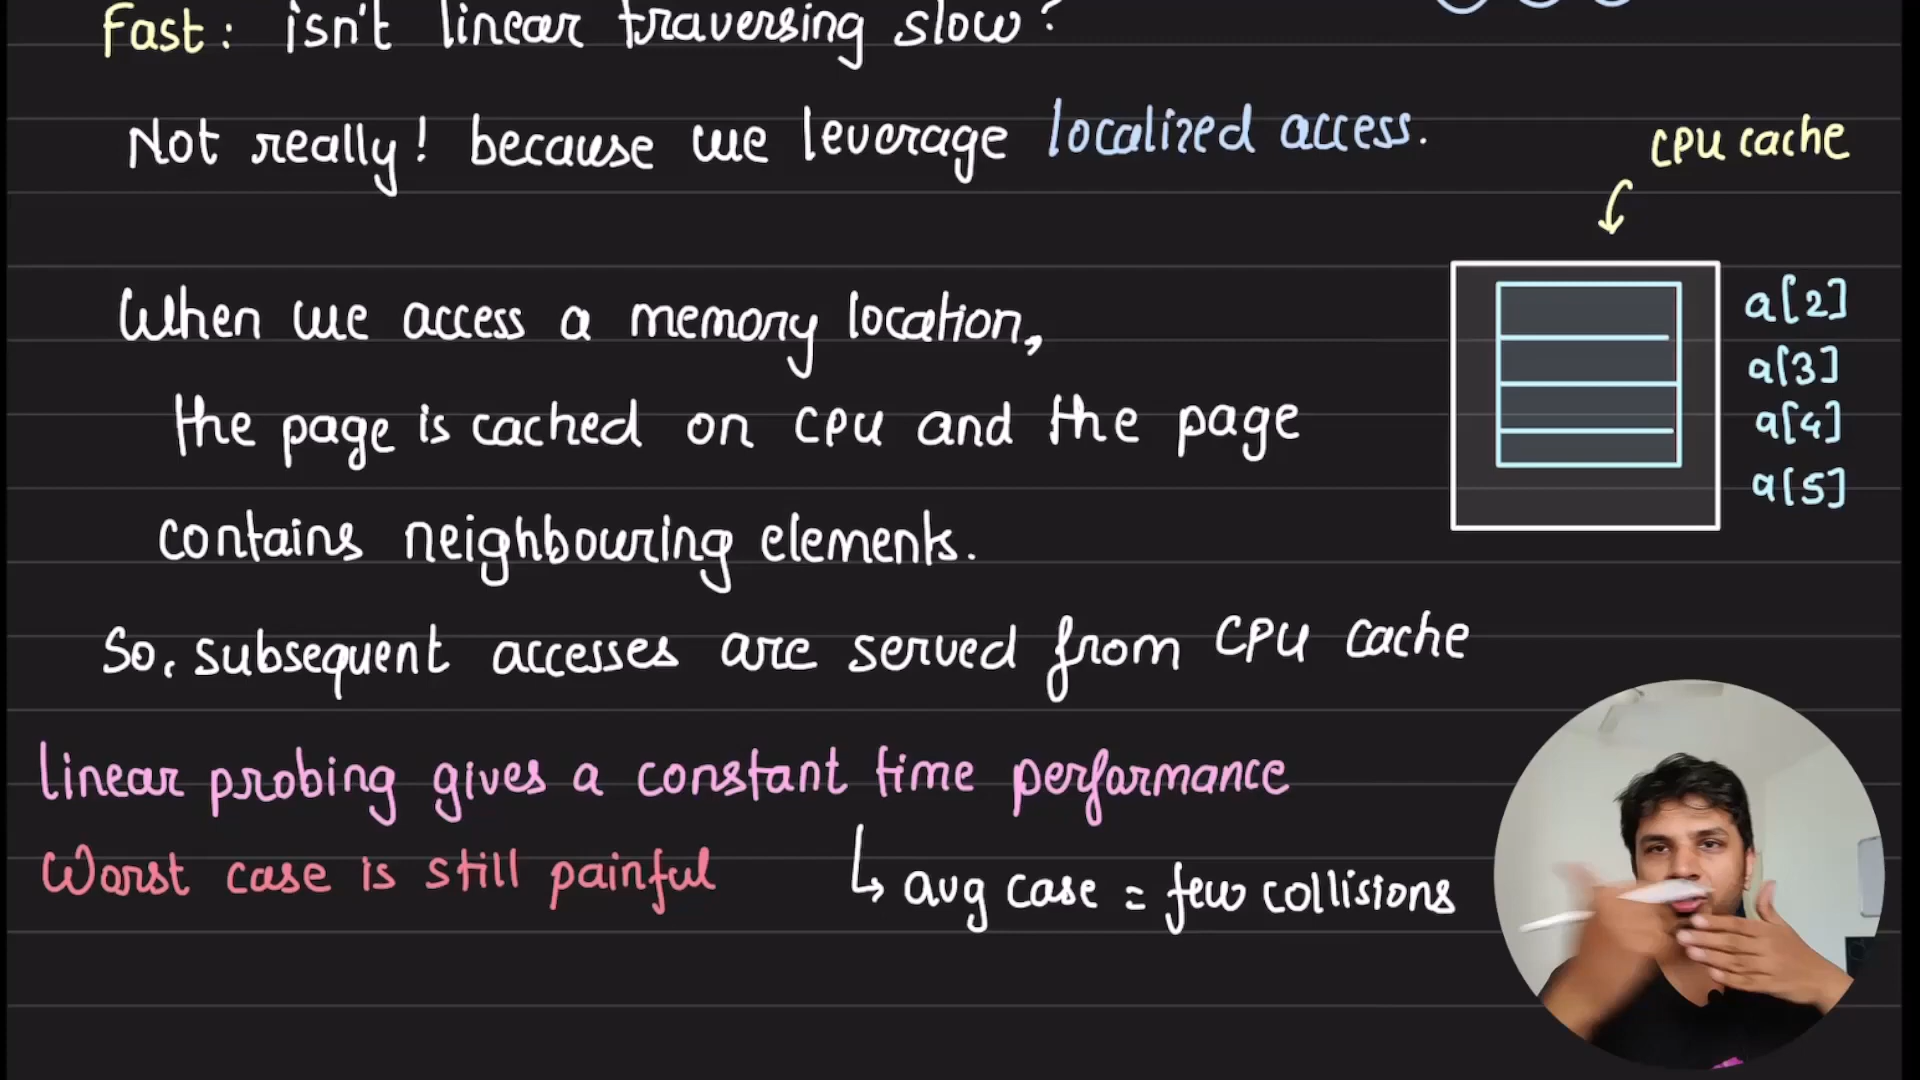 Fast: isn't linear traversing slow?
Not really! because we leverage localized access.
CPU cache
When we access a memory location,
the page is cached on CPU and the page
contains neighbouring elements.
a[2]
a[3]
a[4]
a[5]
So, subsequent accesses are served from CPU cache
linear probing gives a constant time performance
Worst case is still painful
↳ avg case = few collisions